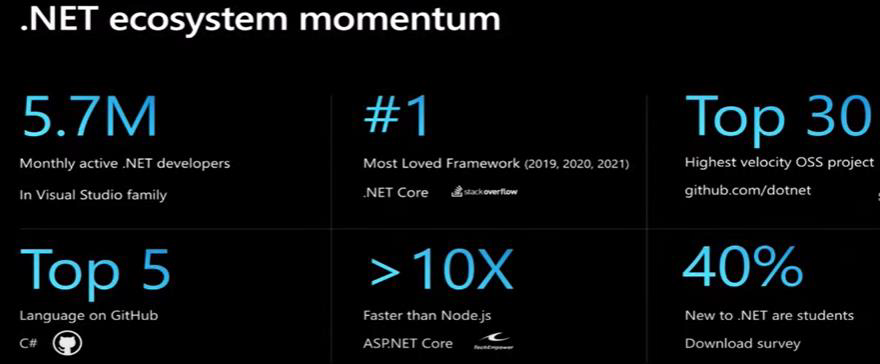 .NET ecosystem momentum
5.7M
Monthly active .NET developers
In Visual Studio family
#1
Most Loved Framework (2019, 2020, 2021)
.NET Core stackoverflow
Top 30
Highest velocity OSS project
github.com/dotnet
Top 5
Language on GitHub
C#
>10X
Faster than Node.js
ASP.NET Core TechEmpower
40%
New to .NET are students
Download survey